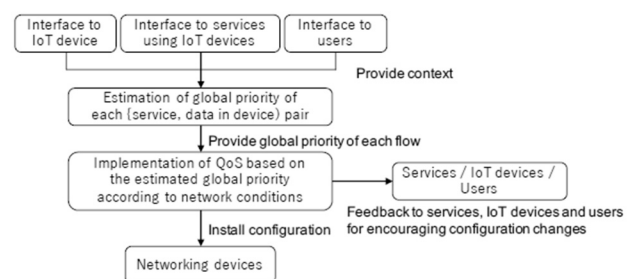 Interface to
IoT device
Interface to services
using IoT devices
Interface to
users
Provide context
Estimation of global priority of
each {service, data in device) pair
Provide global priority of each flow
Implementation of QoS based on
the estimated global priority
according to network conditions
Services / IoT devices /
Users
Feedback to services, IoT devices and users
for encouraging configuration changes
Install configuration
Networking devices